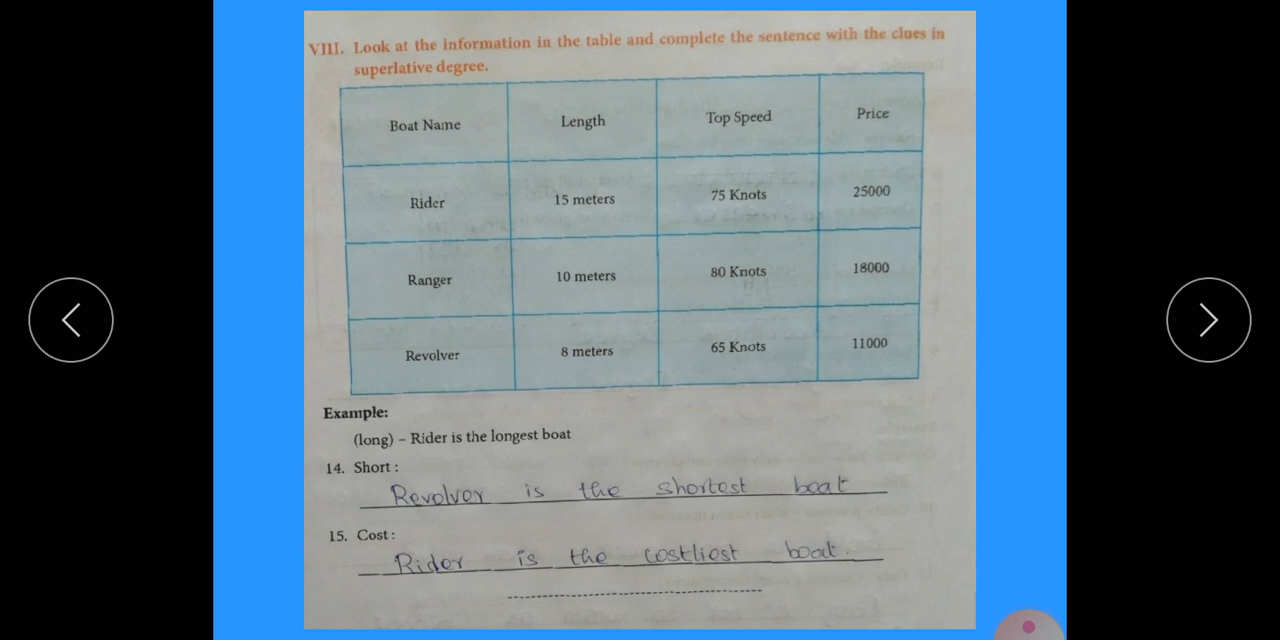 VIII. Look at the information in the table and complete the sentence with the clues in
superlative degree.
Boat Name Length Top Speed Price
Rider 15 meters 75 Knots 25000
Ranger 10 meters 80 Knots 18000
Revolver 8 meters 65 Knots 11000
Example:
(long) – Rider is the longest boat
14. Short :
Revolver is the shortest boat
15. Cost :
Rider is the costliest boat.